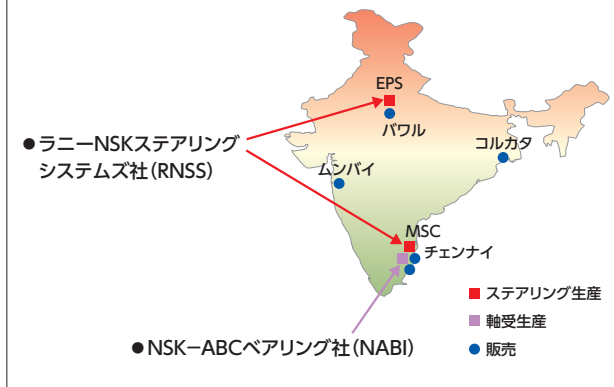 EPS
バワル
コルカタ
ムンバイ
●ラニーNSKステアリング
システムズ社(RNSS)
MSC
チェンナイ
●NSK−ABCベアリング社(NABI)
ステアリング生産
軸受生産
販売